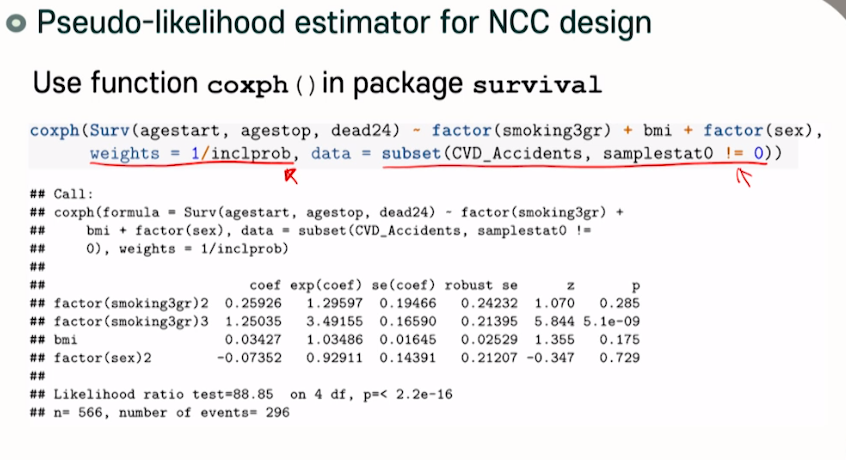 Pseudo-likelihood estimator for NCC design
Use function coxph() in package survival
coxph(Surv(agestart, agestop, dead24) ~ factor(smoking3gr) + bmi + factor(sex),
weights = 1/inclprob, data = subset(CVD_Accidents, samplestat0 != 0))
## Call:
## coxph(formula = Surv(agestart, agestop, dead24) ~ factor(smoking3gr) +
## bmi + factor(sex), data = subset(CVD_Accidents, samplestat0 !=
## 0), weights = 1/inclprob)
##
## coef exp(coef) se(coef) robust se z p
## factor(smoking3gr)2 0.25926 1.29597 0.19466 0.24232 1.070 0.285
## factor(smoking3gr)3 1.25035 3.49155 0.16590 0.21395 5.844 5.1e-09
## bmi 0.03427 1.03486 0.01645 0.02529 1.355 0.175
## factor(sex)2 -0.07352 0.92911 0.14391 0.21207 -0.347 0.729
##
## Likelihood ratio test=88.85 on 4 df, p=< 2.2e-16
## n= 566, number of events= 296